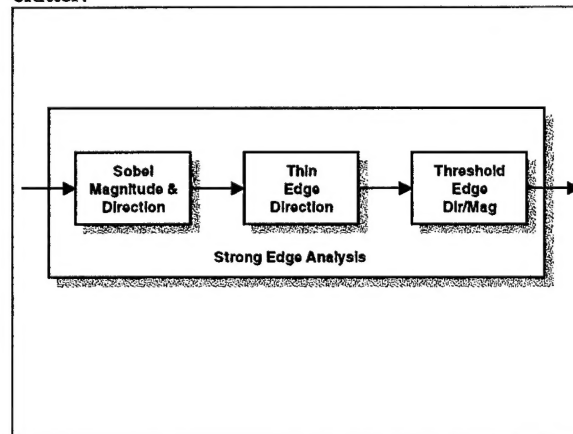 Sobel
Magnitude &
Direction
Thin
Edge
Direction
Threshold
Edge
Dir/Mag
Strong Edge Analysis